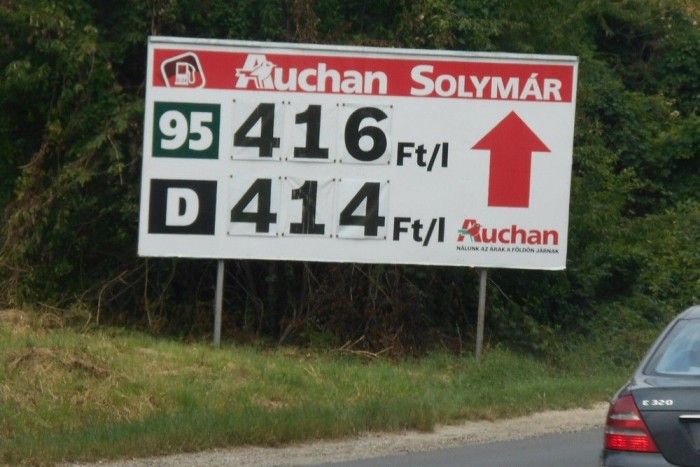 Auchan SOLYMÁR
95 416 Ft/l
D 414 Ft/l
Auchan
NÁLUNK AZ ÁRAK A FÖLDÖN JÁRNAK
E 320